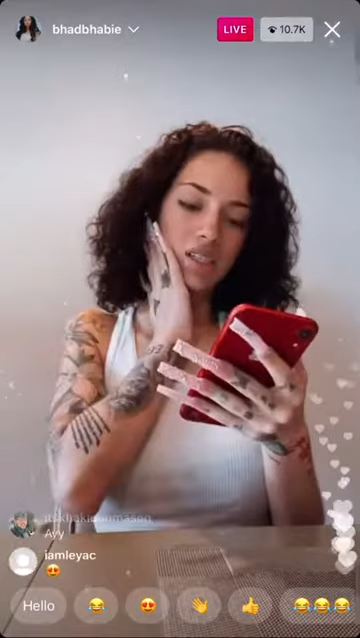 bhadbhabie
LIVE
10.7K
Ayy
iamleyac
😍
Hello 😂 😍 👋 👍 😂😂😂